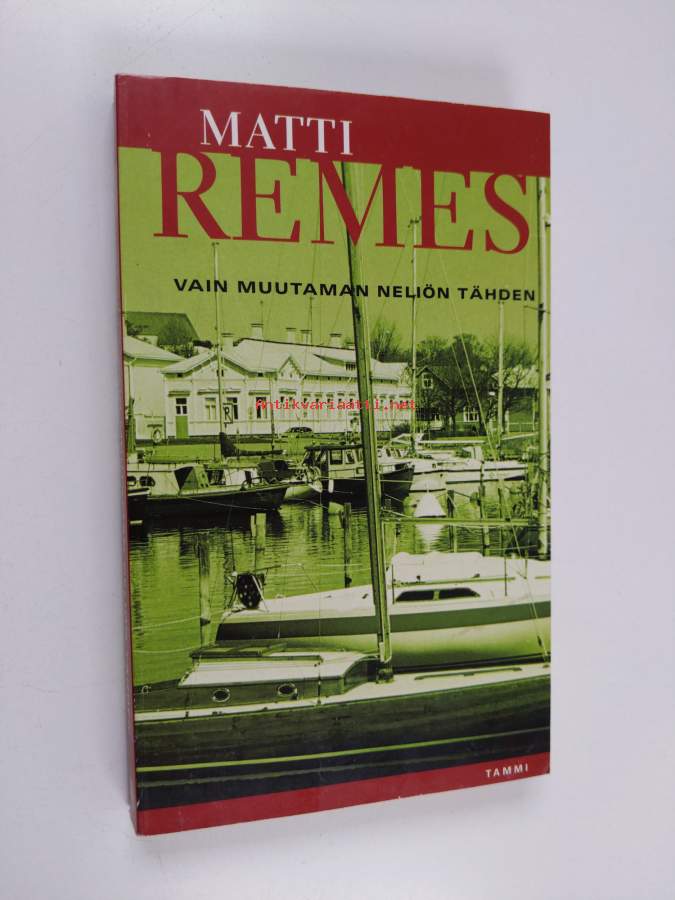 MATTI
REMES
VAIN MUUTAMAN NELIÖN TÄHDEN
Antikvariaatti.net
TAMMI